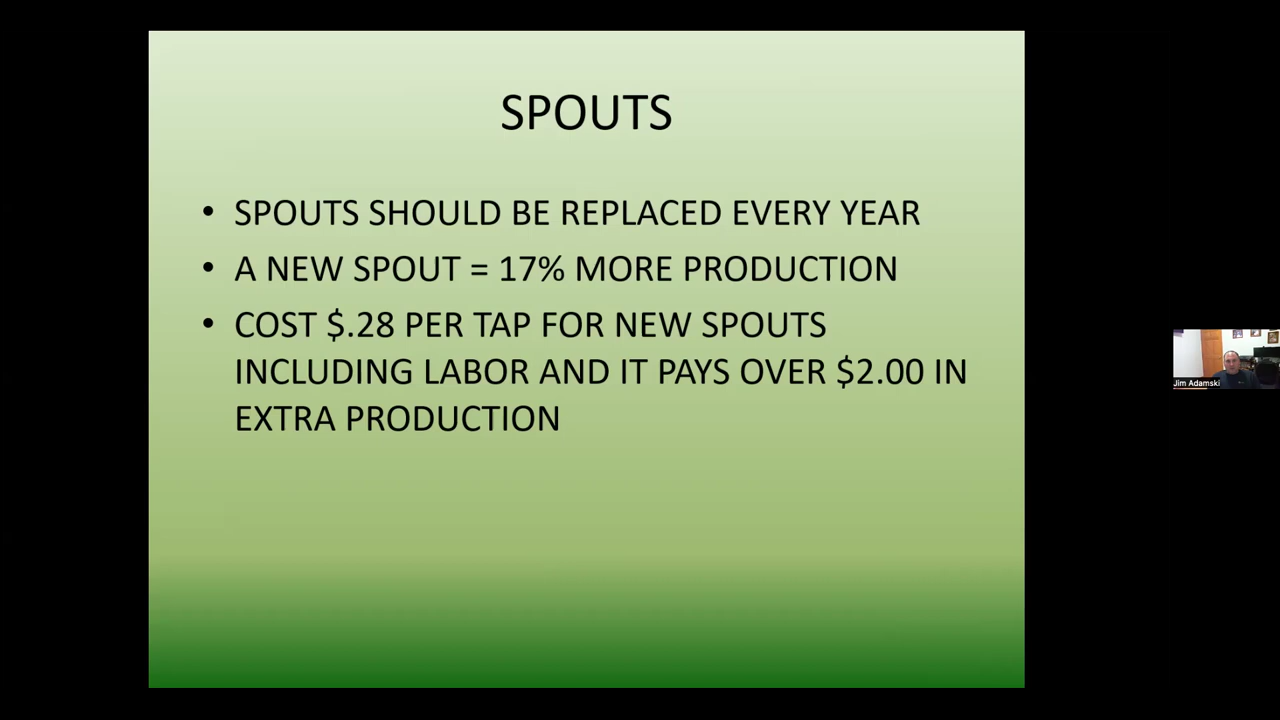 SPOUTS
• SPOUTS SHOULD BE REPLACED EVERY YEAR
• A NEW SPOUT = 17% MORE PRODUCTION
• COST $.28 PER TAP FOR NEW SPOUTS
INCLUDING LABOR AND IT PAYS OVER $2.00 IN
EXTRA PRODUCTION
Jim Adamski